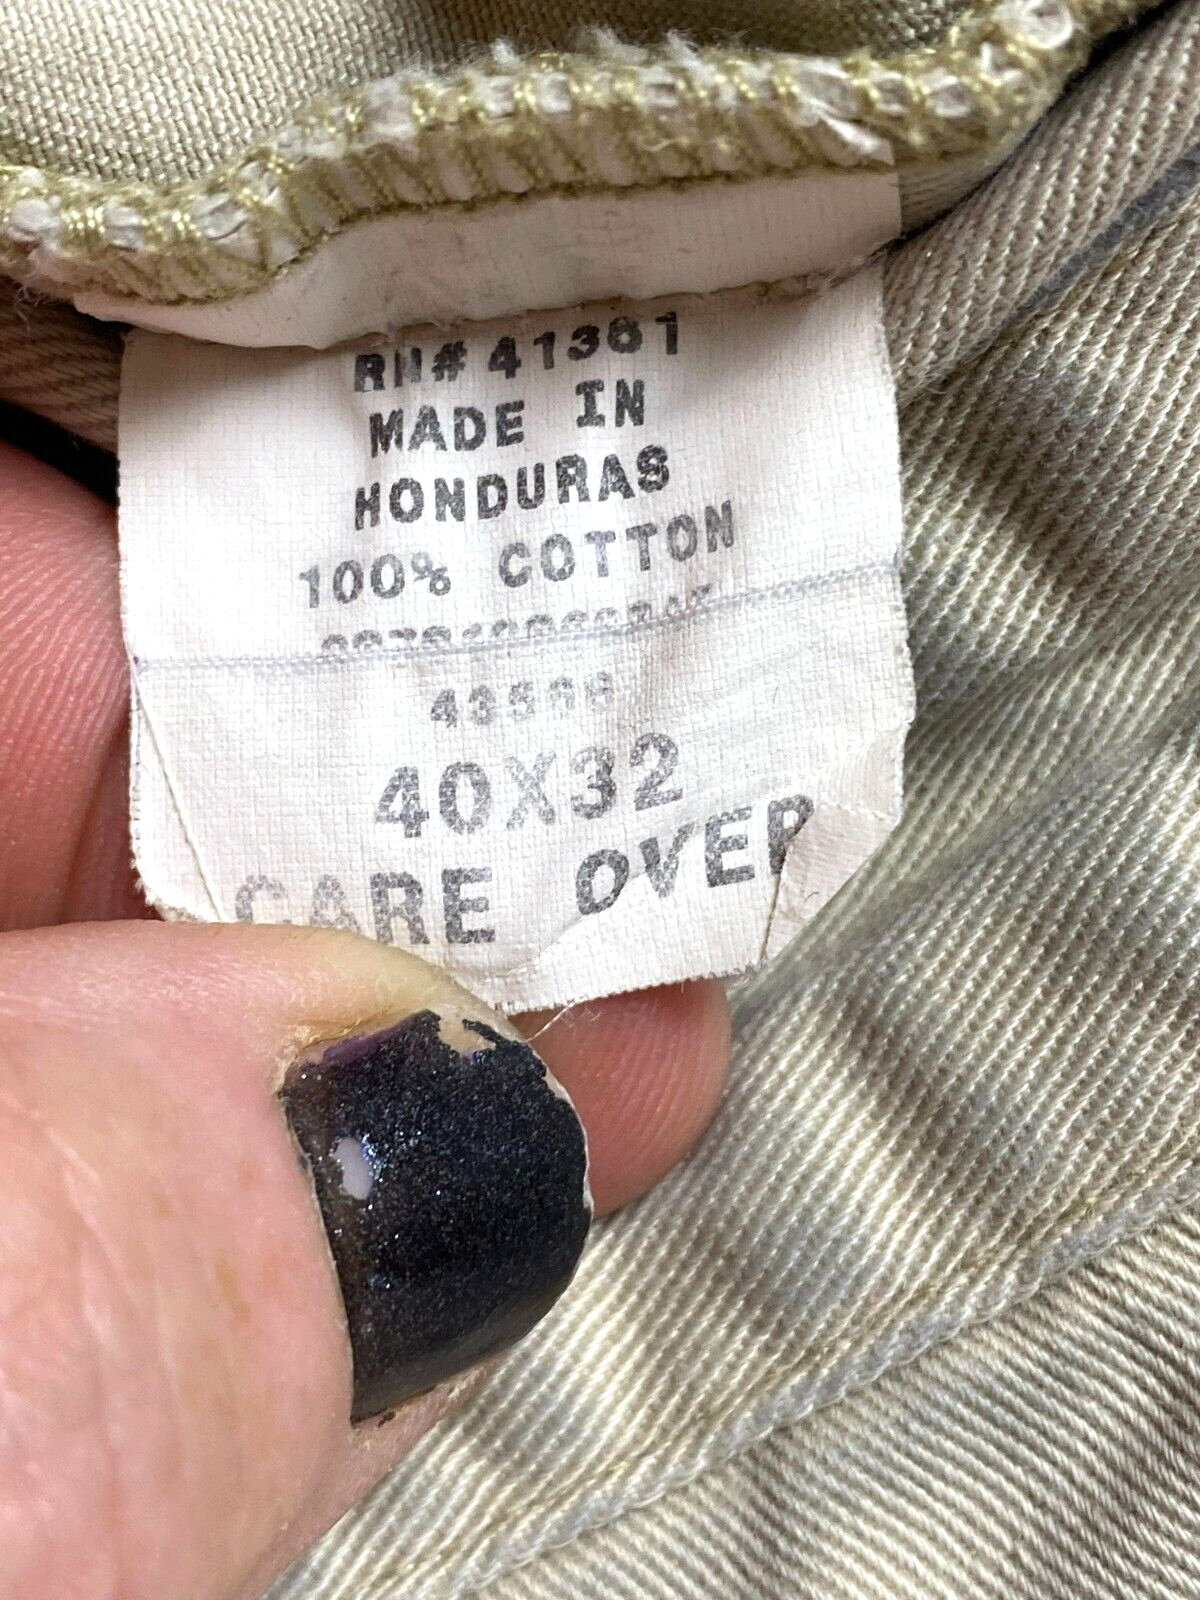 RN# 41381
MADE IN
HONDURAS
100% COTTON
40X32
CARE OVER